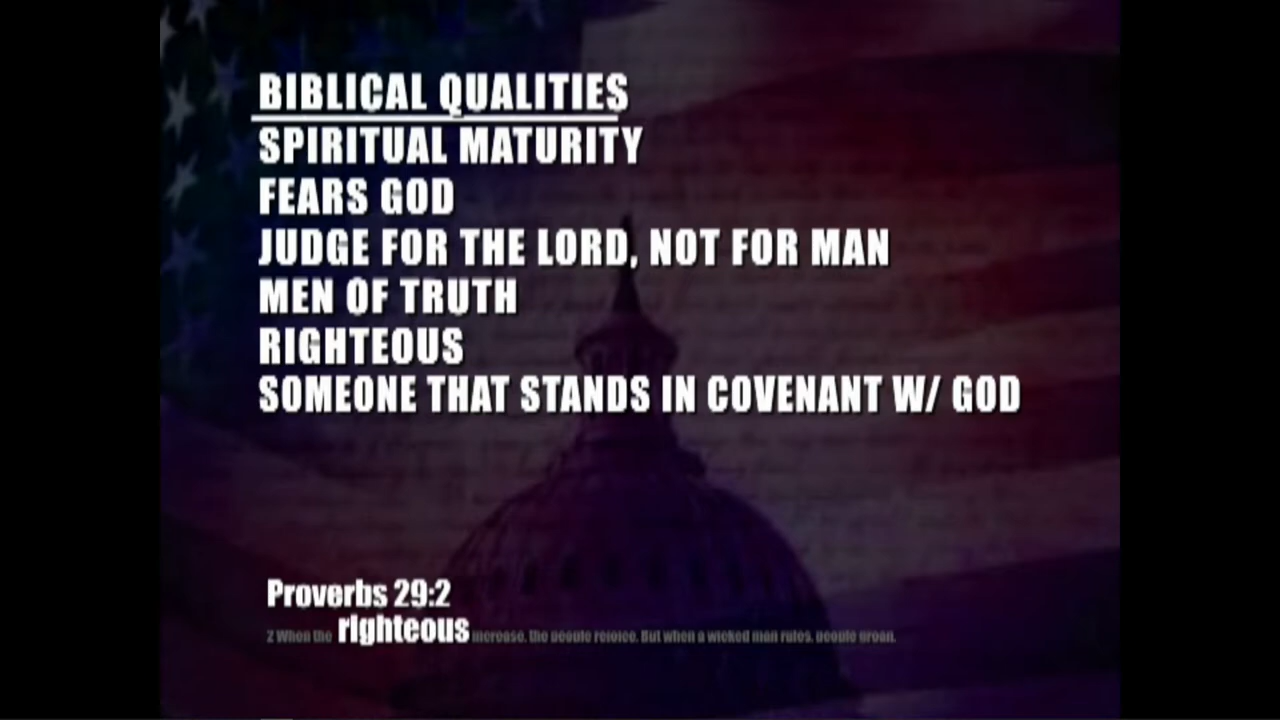 BIBLICAL QUALITIES
SPIRITUAL MATURITY
FEARS GOD
JUDGE FOR THE LORD, NOT FOR MAN
MEN OF TRUTH
RIGHTEOUS
SOMEONE THAT STANDS IN COVENANT W/ GOD
Proverbs 29:2
2 When the righteous increase, the people rejoice, But when a wicked man rules, people groan.